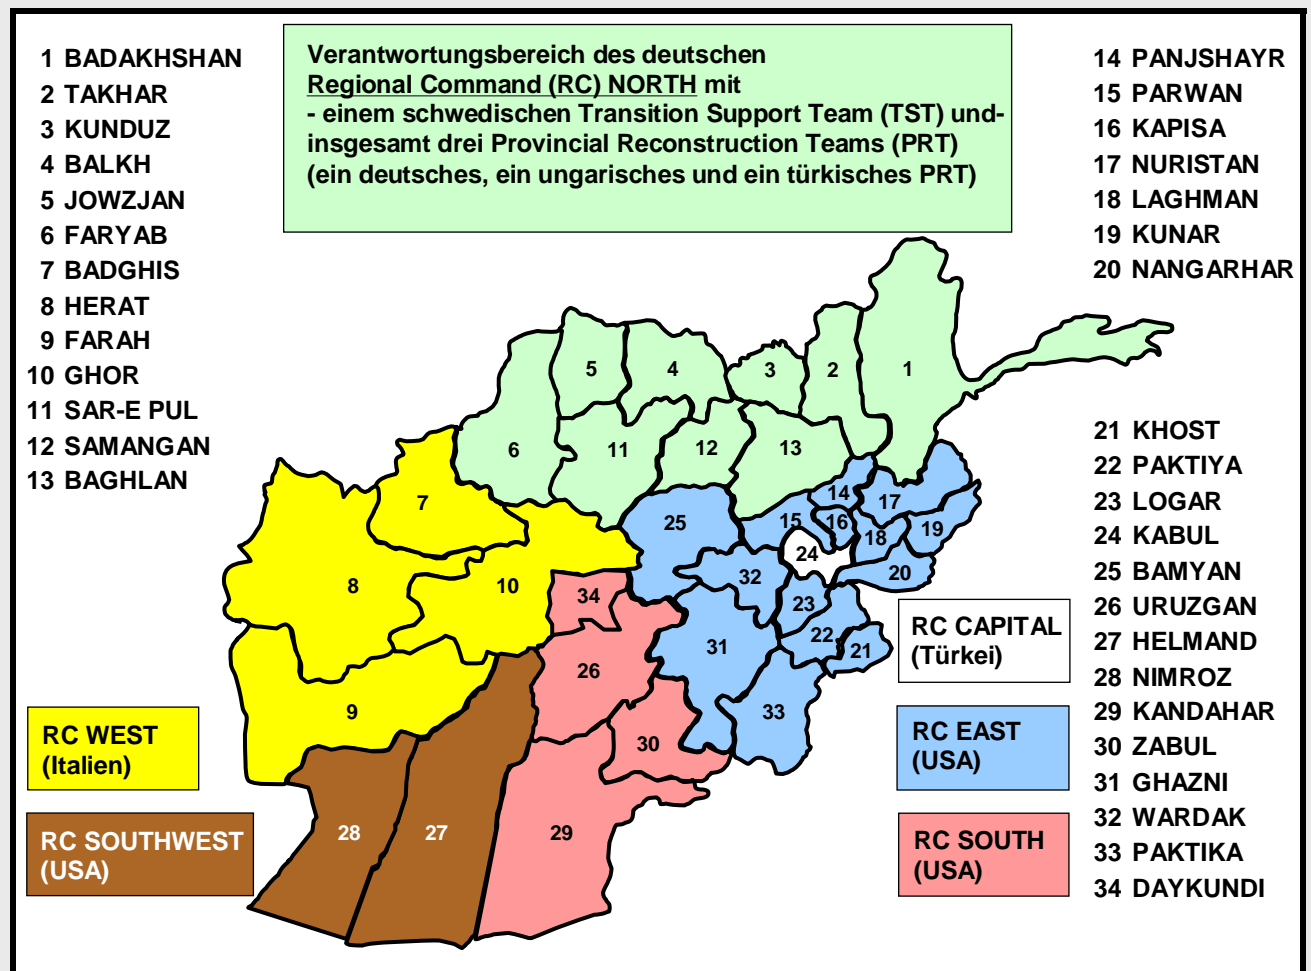 1 BADAKHSHAN
2 TAKHAR
3 KUNDUZ
4 BALKH
5 JOWZJAN
6 FARYAB
7 BADGHIS
8 HERAT
9 FARAH
10 GHOR
11 SAR-E PUL
12 SAMANGAN
13 BAGHLAN
Verantwortungsbereich des deutschen
Regional Command (RC) NORTH mit
- einem schwedischen Transition Support Team (TST) und-
insgesamt drei Provincial Reconstruction Teams (PRT)
(ein deutsches, ein ungarisches und ein türkisches PRT)
14 PANJSHAYR
15 PARWAN
16 KAPISA
17 NURISTAN
18 LAGHMAN
19 KUNAR
20 NANGARHAR
21 KHOST
22 PAKTIYA
23 LOGAR
24 KABUL
25 BAMYAN
26 URUZGAN
27 HELMAND
28 NIMROZ
29 KANDAHAR
30 ZABUL
31 GHAZNI
32 WARDAK
33 PAKTIKA
34 DAYKUNDI
5
4
3
2
1
6
11
12
13
7
25
14
15
16
17
18
19
24
20
8
10
34
32
23
22
21
31
26
9
33
30
28
27
29
RC CAPITAL
(Türkei)
RC WEST
(Italien)
RC EAST
(USA)
RC SOUTHWEST
(USA)
RC SOUTH
(USA)